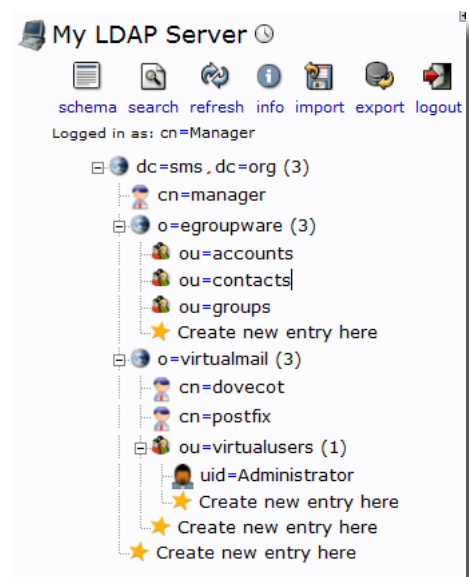 My LDAP Server
schema search refresh info import export logout
Logged in as: cn=Manager
dc=sms,dc=org (3)
cn=manager
o=egroupware (3)
ou=accounts
ou=contacts
ou=groups
Create new entry here
o=virtualmail (3)
cn=dovecot
cn=postfix
ou=virtualusers (1)
uid=Administrator
Create new entry here
Create new entry here
Create new entry here